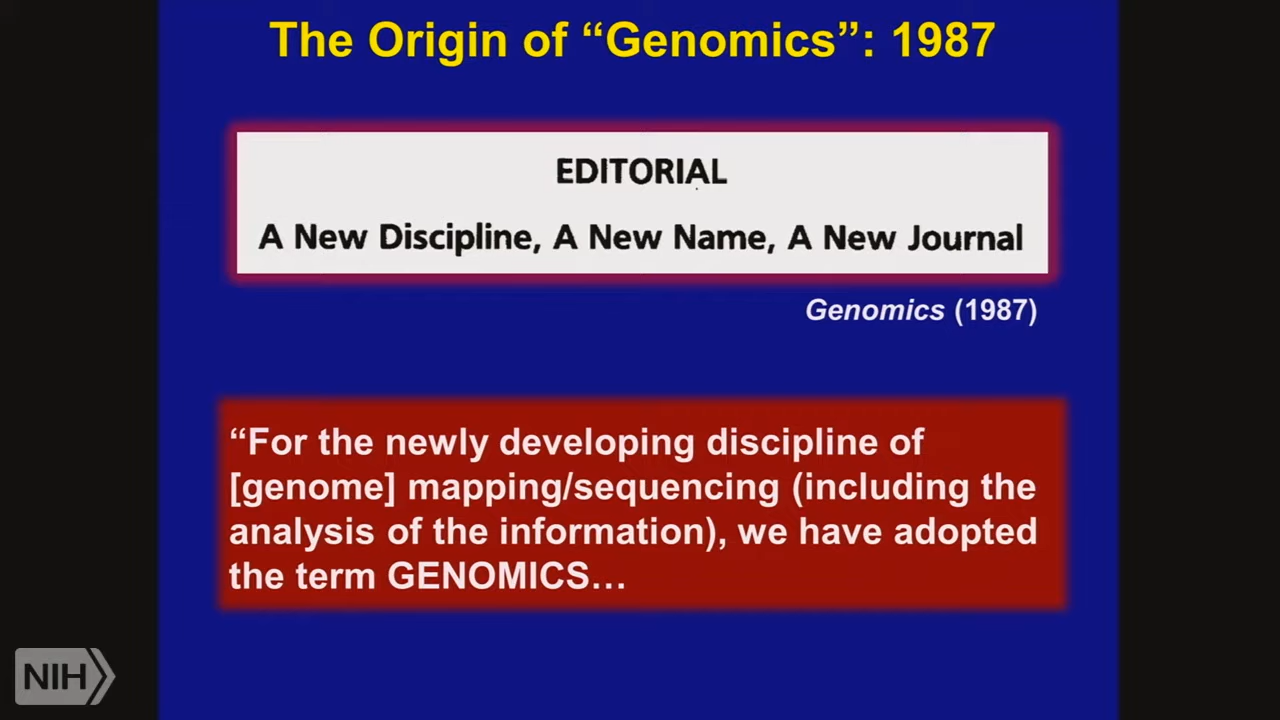 The Origin of “Genomics”: 1987
EDITORIAL
A New Discipline, A New Name, A New Journal
Genomics (1987)
“For the newly developing discipline of
[genome] mapping/sequencing (including the
analysis of the information), we have adopted
the term GENOMICS…
NIH